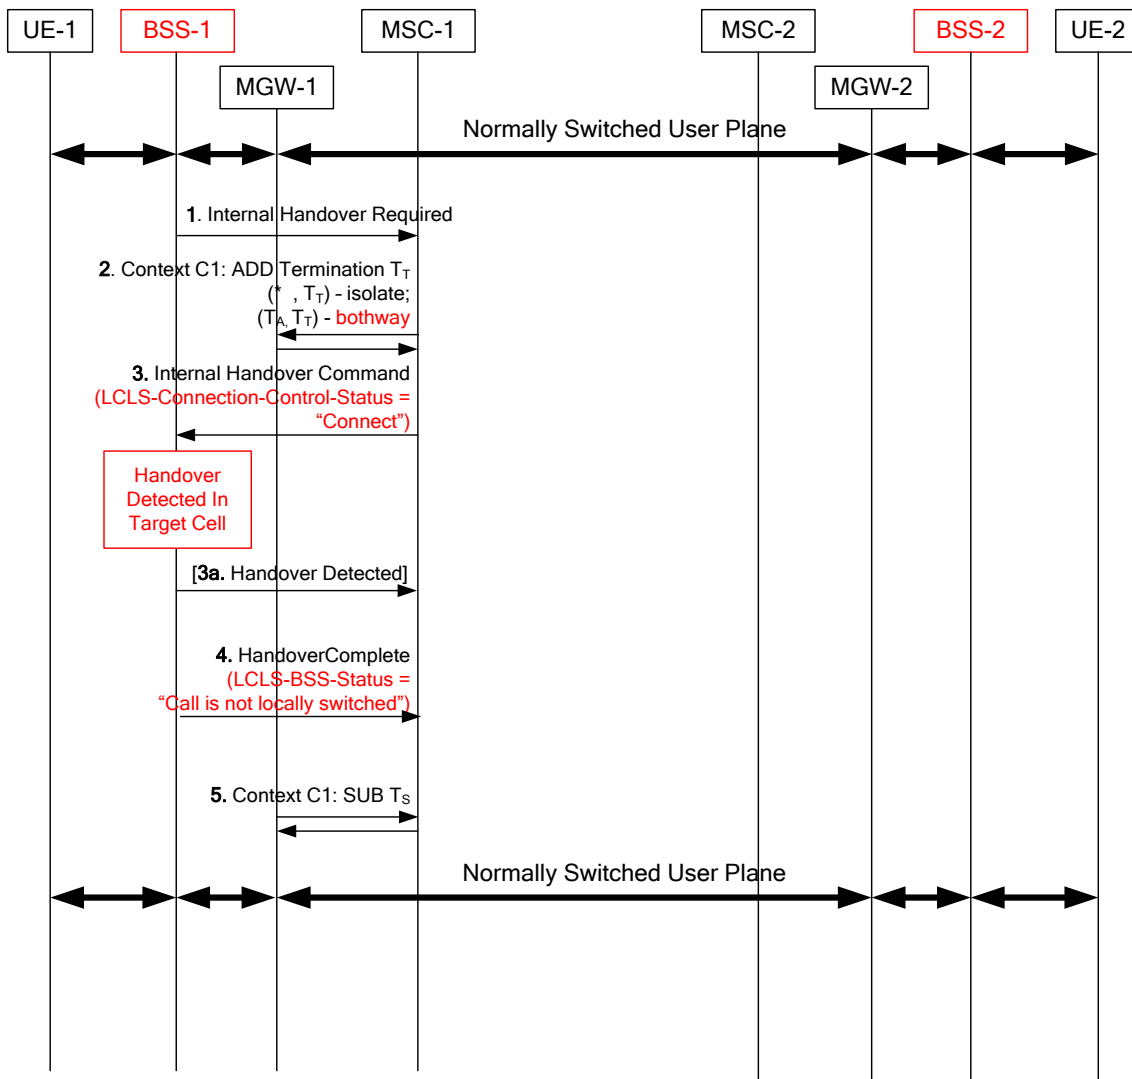 UE-1
BSS-1
MSC-1
MSC-2
BSS-2
UE-2
MGW-1
MGW-2
Normally Switched User Plane
1. Internal Handover Required
2. Context C1: ADD Termination TT
(* , TT) - isolate;
(TA, TT) - bothway
3. Internal Handover Command
(LCLS-Connection-Control-Status =
“Connect”)
Handover
Detected In
Target Cell
[3a. Handover Detected]
4. HandoverComplete
(LCLS-BSS-Status =
“Call is not locally switched”)
5. Context C1: SUB TS
Normally Switched User Plane